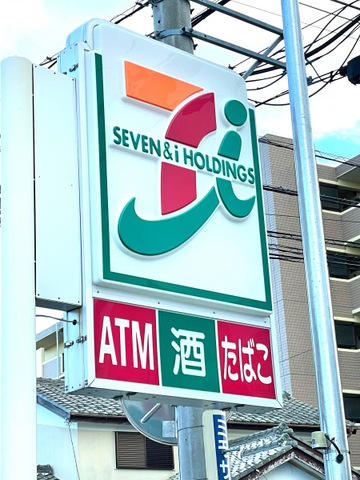 SEVEN & i HOLDINGS
ATM
酒
たばこ